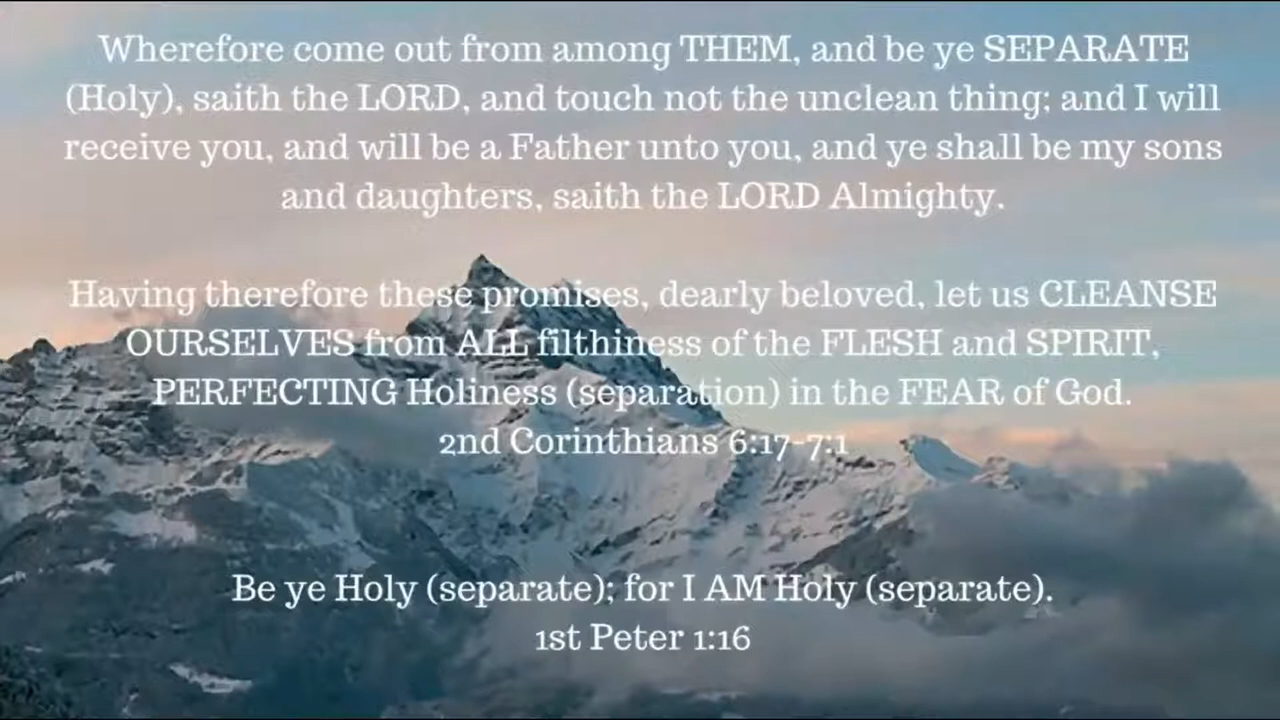 Wherefore come out from among THEM, and be ye SEPARATE
(Holy), saith the LORD, and touch not the unclean thing; and I will
receive you, and will be a Father unto you, and ye shall be my sons
and daughters, saith the LORD Almighty.
Having therefore these promises, dearly beloved, let us CLEANSE
OURSELVES from ALL filthiness of the FLESH and SPIRIT,
PERFECTING Holiness (separation) in the FEAR of God.
2nd Corinthians 6:17-7:1
Be ye Holy (separate); for I AM Holy (separate).
1st Peter 1:16